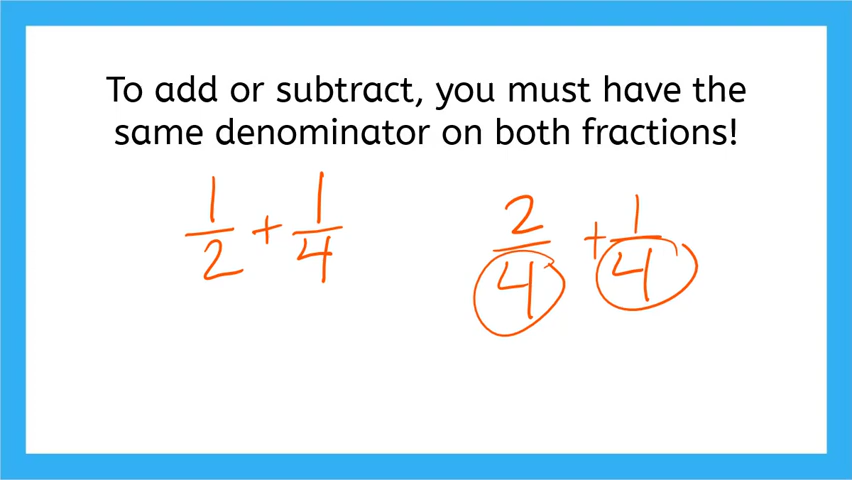 To add or subtract, you must have the
same denominator on both fractions!
1/2 + 1/4
2/4 + 1/4